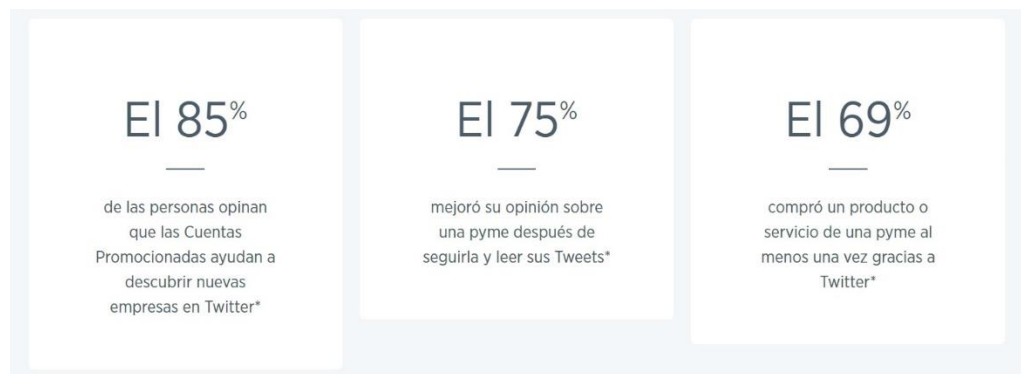 El 85%
de las personas opinan
que las Cuentas
Promocionadas ayudan a
descubrir nuevas
empresas en Twitter*
El 75%
mejoró su opinión sobre
una pyme después de
seguirla y leer sus Tweets*
El 69%
compró un producto o
servicio de una pyme al
menos una vez gracias a
Twitter*